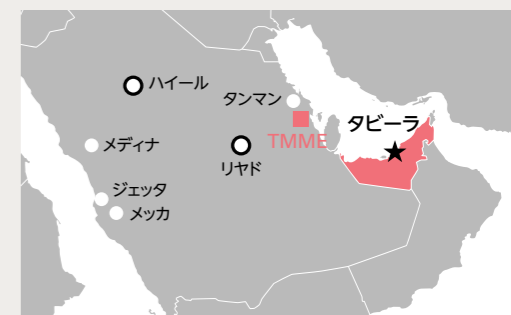 ハイール
タンマン
タビーラ
TMME
メディナ
リヤド
ジェッタ
メッカ